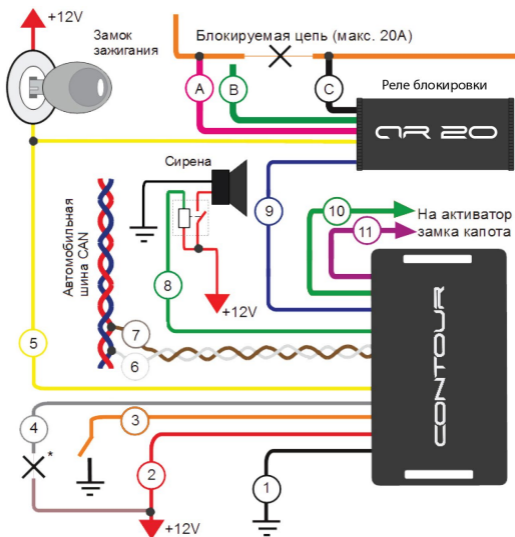 +12V
Замок
зажигания
Блокируемая цепь (макс. 20А)
A
B
C
Реле блокировки
AR 20
Сирена
9
10
На активатор
замка капота
11
Автомобильная
шина CAN
8
+12V
7
6
5
CONTOUR
4
3
*
2
1
+12V